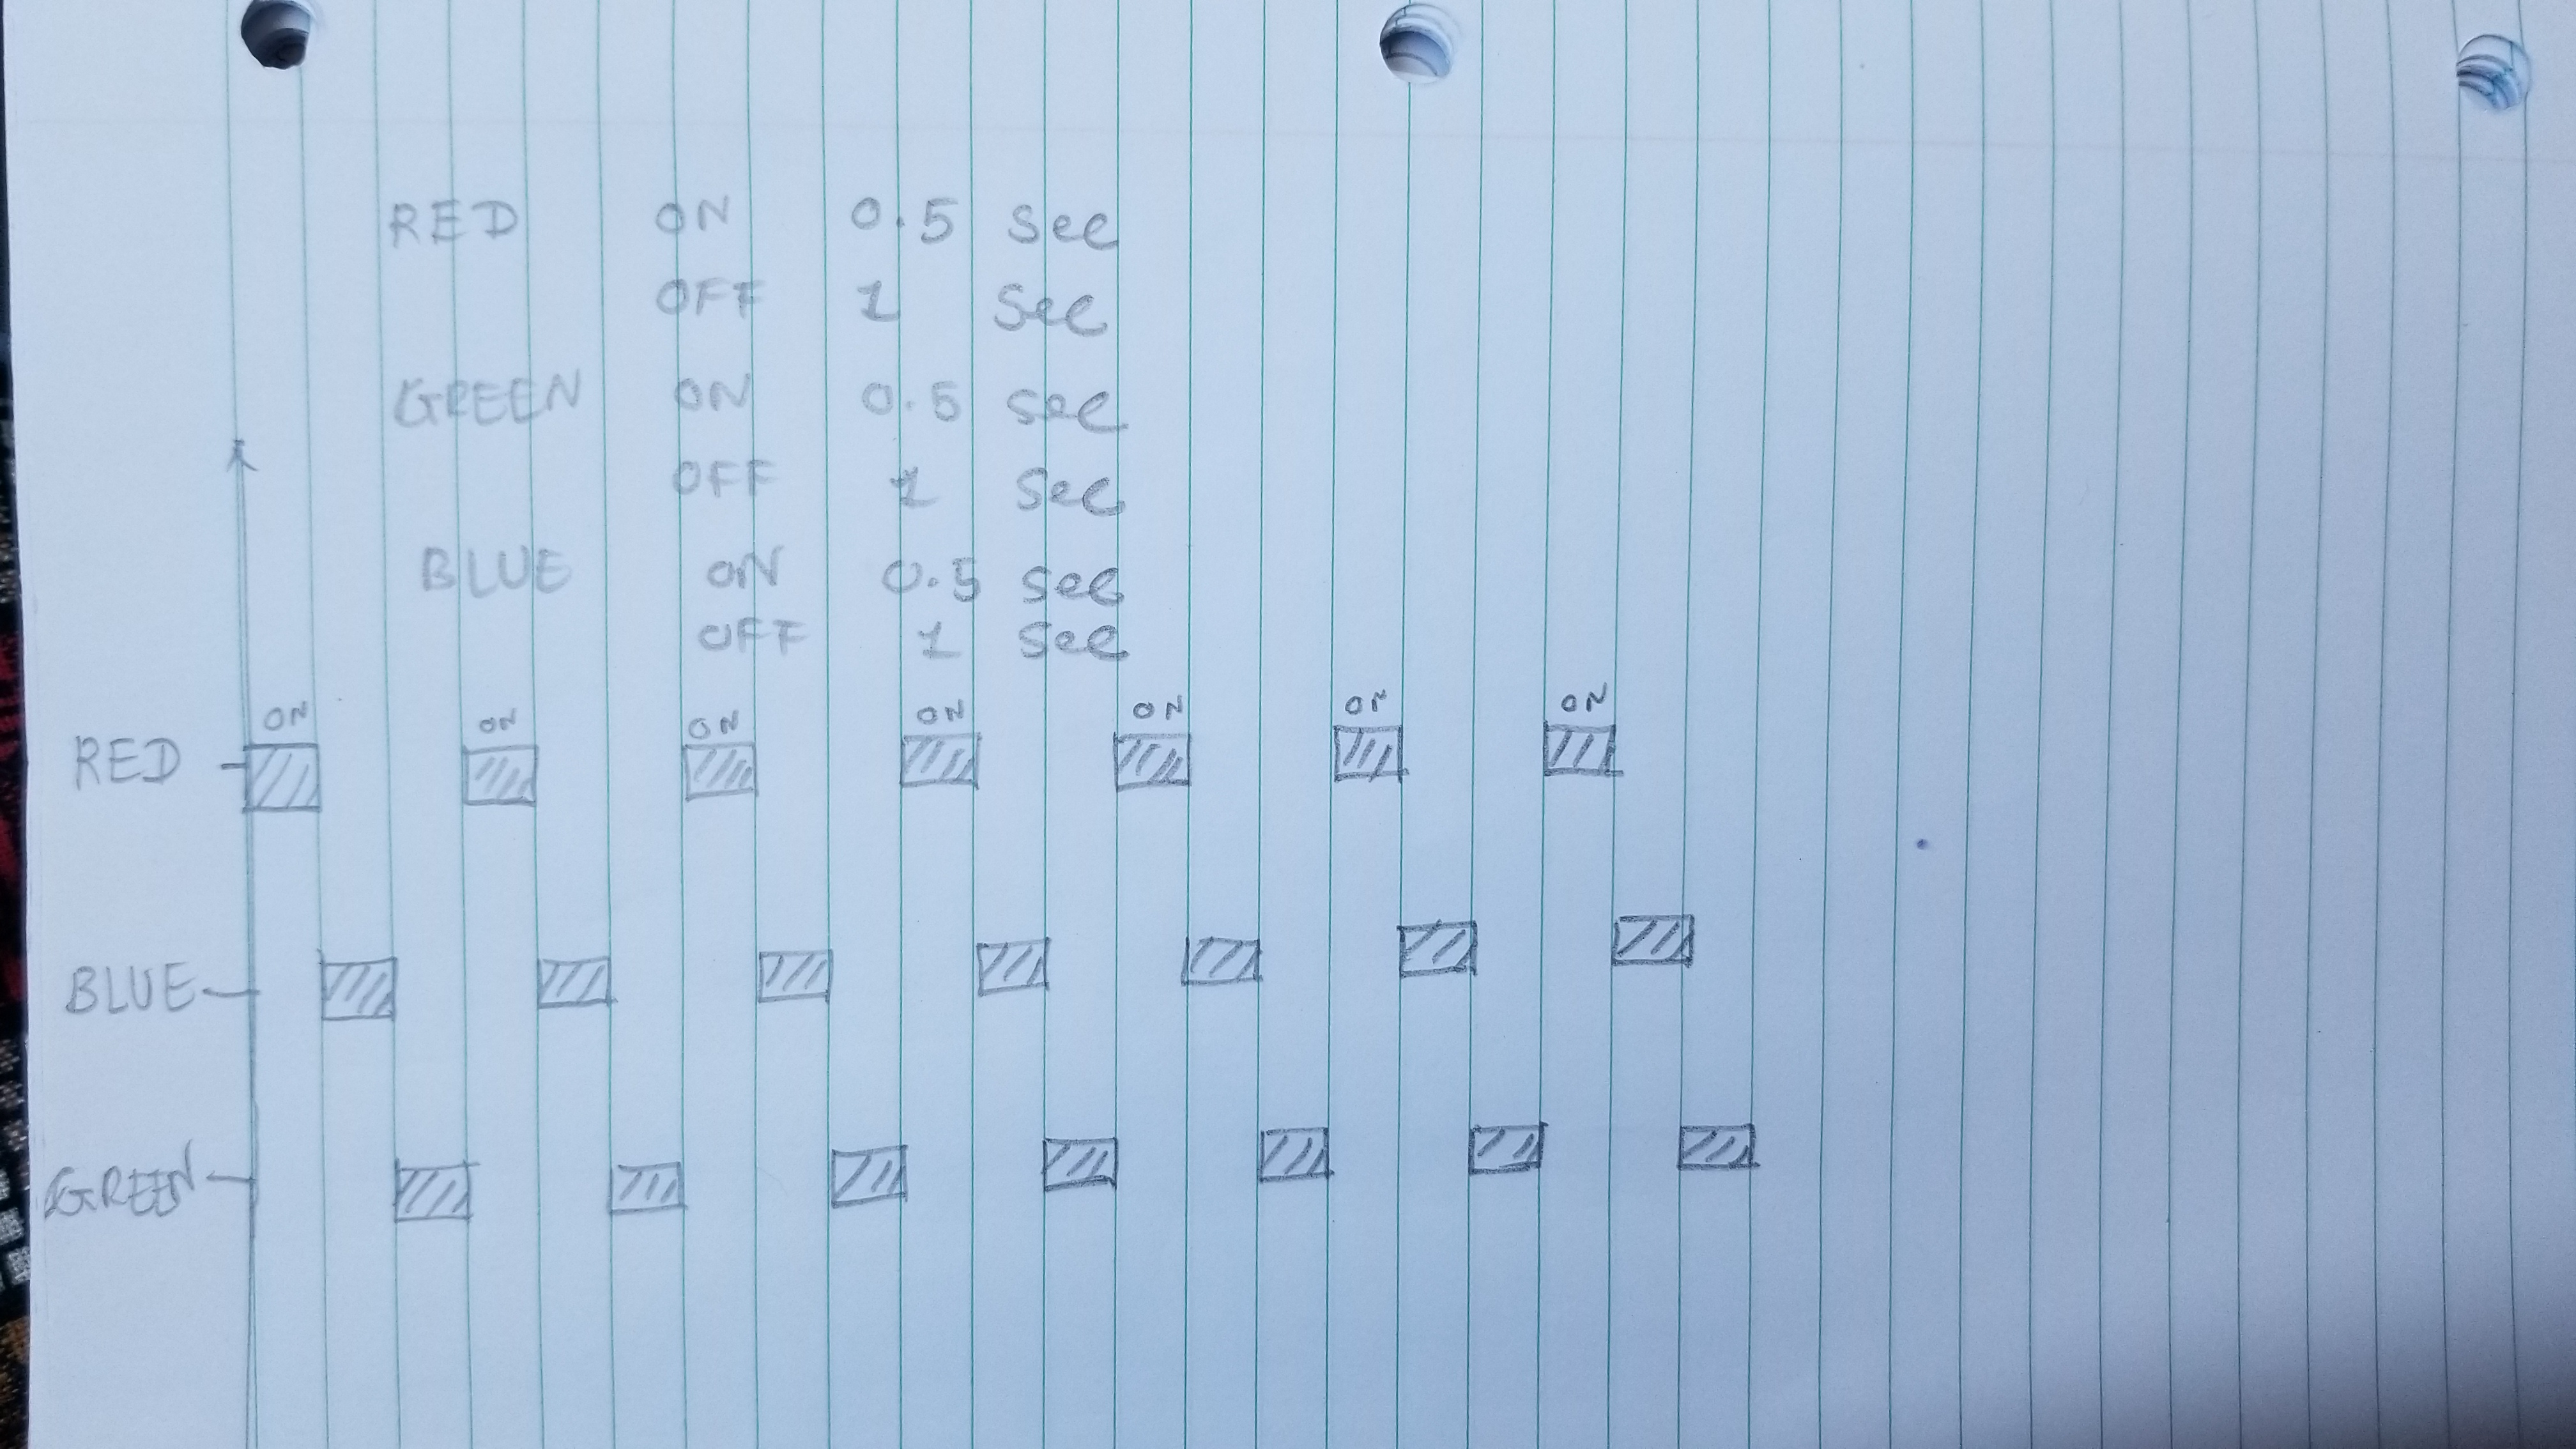 RED ON 0.5 sec
OFF 1 sec
GREEN ON 0.5 sec
OFF 1 sec
BLUE ON 0.5 sec
OFF 1 sec
ON ON ON ON ON ON ON
RED
BLUE
GREEN